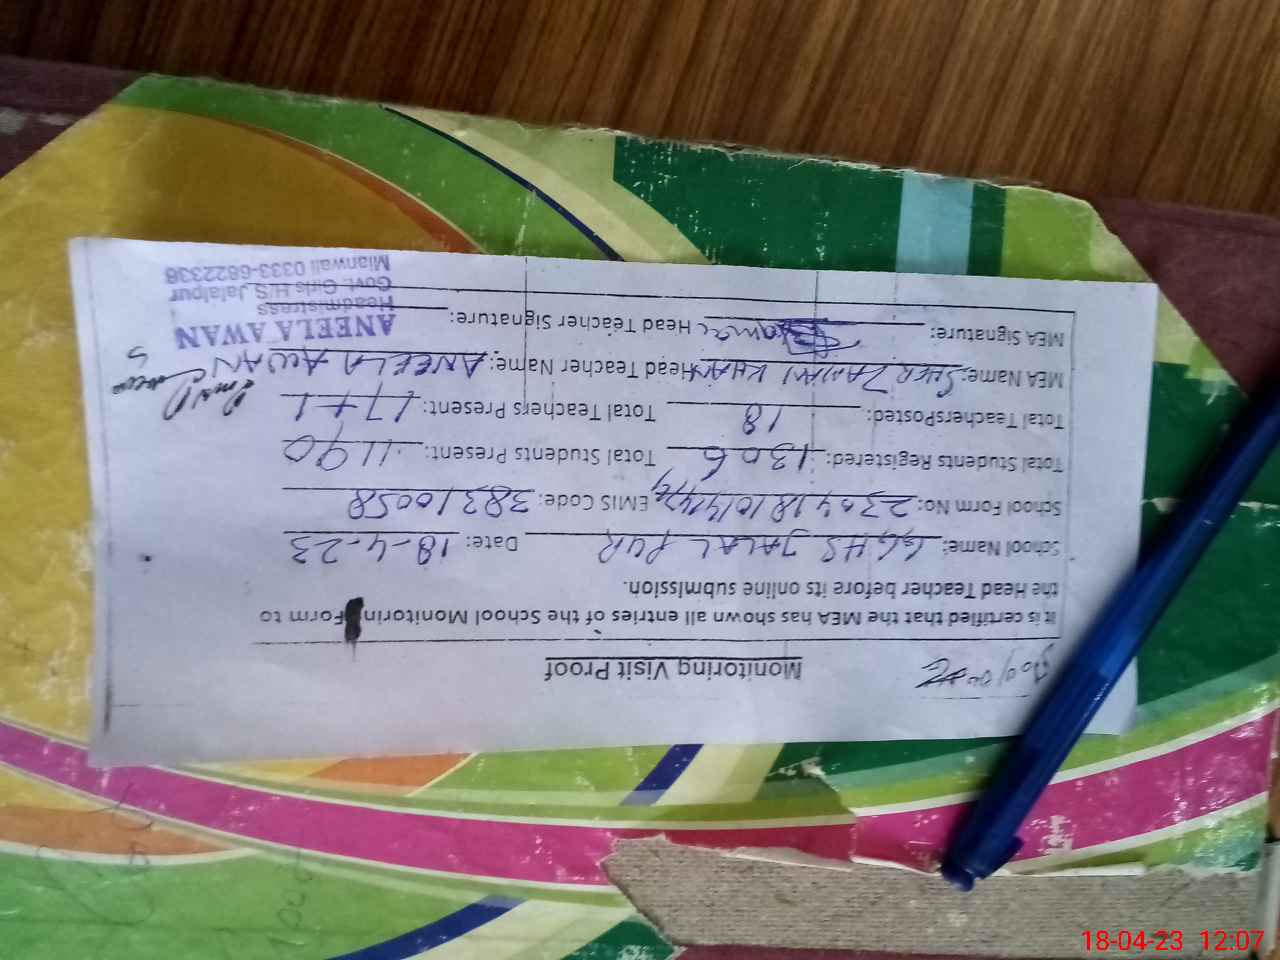 Monitoring Visit Proof
It is certified that the MEA has shown all entries of the School Monitoring Form to
the Head Teacher before its online submission.
School Name: GGHS JALAL PUR Date: 18-4-23
School Form No: EMIS Code: 38310058
Total Students Registered: 1306 Total Students Present: 1190
Total TeachersPosted: 18 Total Teachers Present: 17+1
MEA Name: SHER ZAMAN KHAN Head Teacher Name: ANEELA AWAN
MEA Signature: Head Teacher Signature:
ANEELA AWAN
Headmistress
Govt. Girls H/S Jalalpur
Mianwali 0333-6822338
18-04-23 12:07